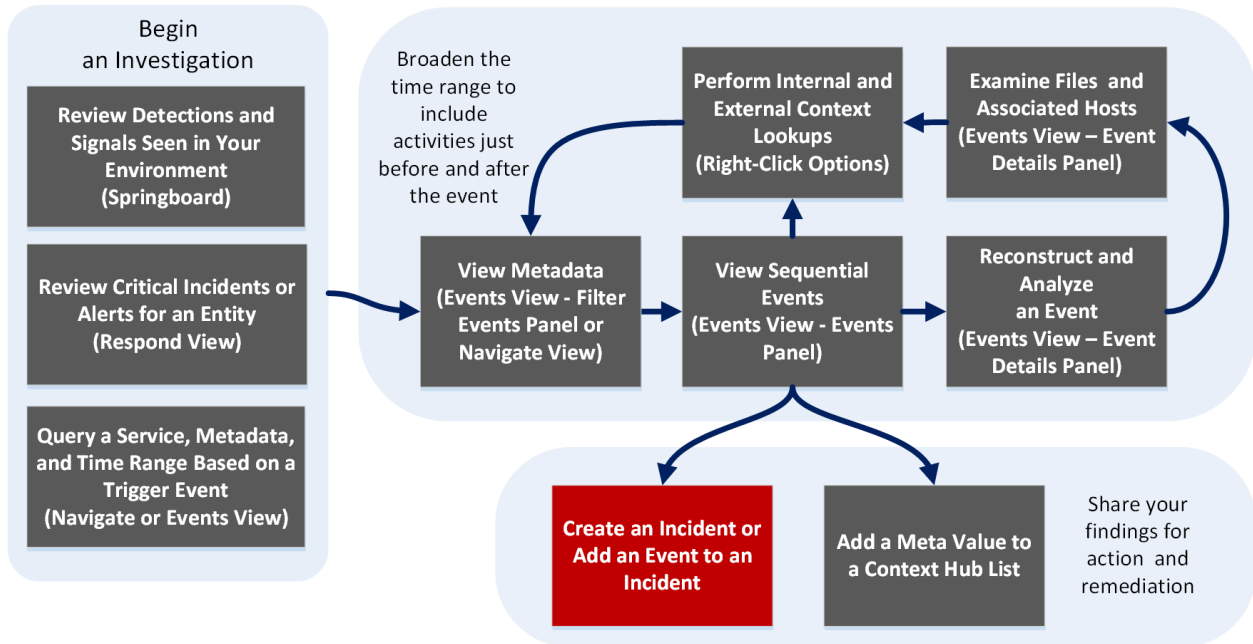 Begin
an Investigation
Review Detections and
Signals Seen in Your
Environment
(Springboard)
Review Critical Incidents or
Alerts for an Entity
(Respond View)
Query a Service, Metadata,
and Time Range Based on a
Trigger Event
(Navigate or Events View)
Broaden the
time range to
include
activities just
before and after
the event
Perform Internal and
External Context
Lookups
(Right-Click Options)
Examine Files and
Associated Hosts
(Events View – Event
Details Panel)
View Metadata
(Events View - Filter
Events Panel or
Navigate View)
View Sequential
Events
(Events View - Events
Panel)
Reconstruct and
Analyze
an Event
(Events View – Event
Details Panel)
Create an Incident or
Add an Event to an
Incident
Add a Meta Value to
a Context Hub List
Share your
findings for
action and
remediation